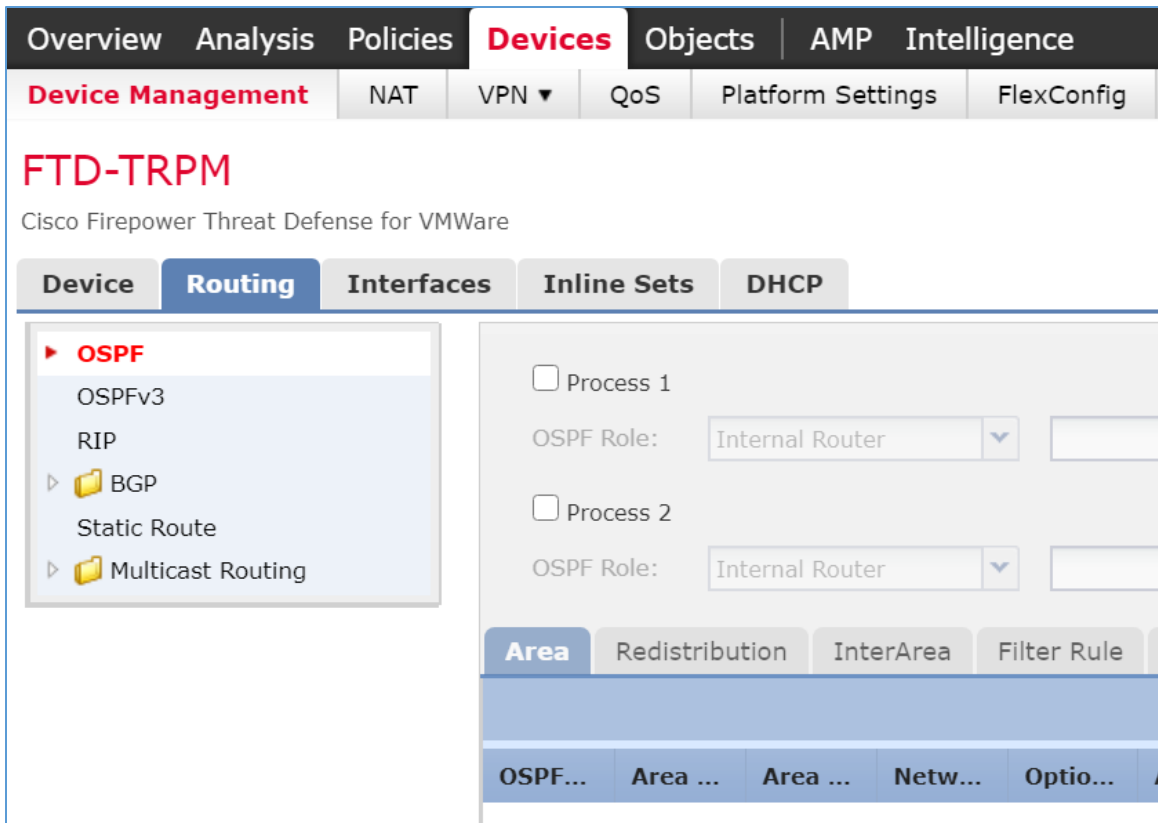 Overview Analysis Policies Devices Objects AMP Intelligence
Device Management NAT VPN ▼ QoS Platform Settings FlexConfig
FTD-TRPM
Cisco Firepower Threat Defense for VMWare
Device Routing Interfaces Inline Sets DHCP
OSPF
OSPFv3
RIP
BGP
Static Route
Multicast Routing
Process 1
OSPF Role: Internal Router
Process 2
OSPF Role: Internal Router
Area Redistribution InterArea Filter Rule
OSPF... Area ... Area ... Netw... Optio...